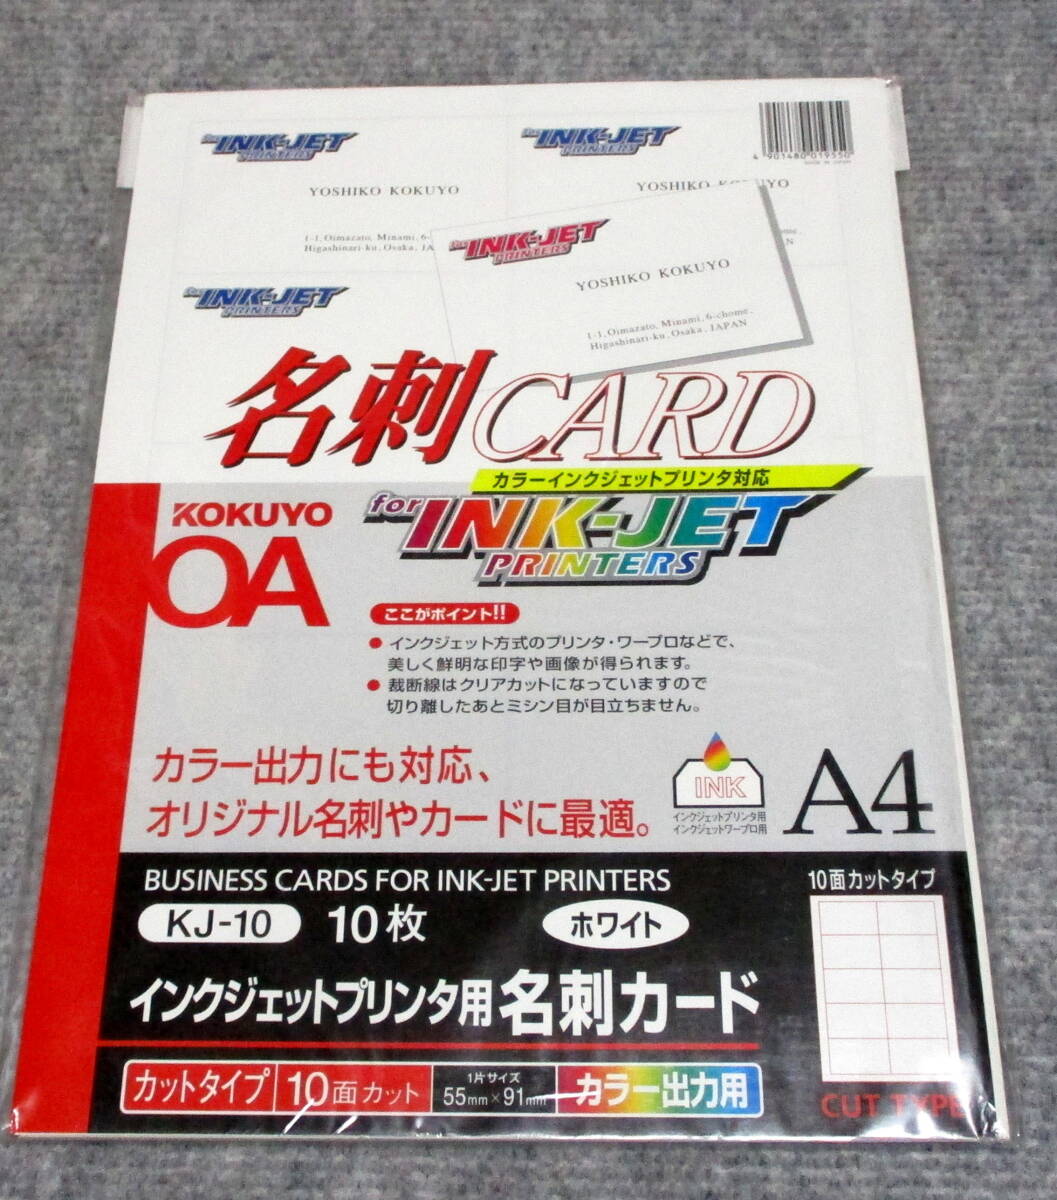 for INK-JET
PRINTERS
for INK-JET
PRINTERS
4 901480 019550
MADE IN JAPAN
YOSHIKO KOKUYO
YOSHIKO KOKUYO
1-1, Oimazato, Minami, 6-
Higashinari-ku, Osaka, JA
for INK-JET
PRINTERS
YOSHIKO KOKUYO
1-1, Oimazato, Minami, 6-chome,
Higashinari-ku, Osaka, JAPAN
home,
N
for INK-JET
PRINTERS
名刺CARD
カラーインクジェットプリンタ対応
for INK-JET
PRINTERS
KOKUYO
OA
ここがポイント!!
● インクジェット方式のプリンタ・ワープロなどで、
美しく鮮明な印字や画像が得られます。
● 裁断線はクリアカットになっていますので
切り離したあとミシン目が目立ちません。
カラー出力にも対応、
オリジナル名刺やカードに最適。
INK
インクジェットプリンタ用
インクジェットワープロ用
A4
BUSINESS CARDS FOR INK-JET PRINTERS
KJ-10 10枚 ホワイト
インクジェットプリンタ用 名刺カード
カットタイプ 10面カット 1片サイズ 55mm×91mm カラー出力用
10面カットタイプ
CUT TYPE